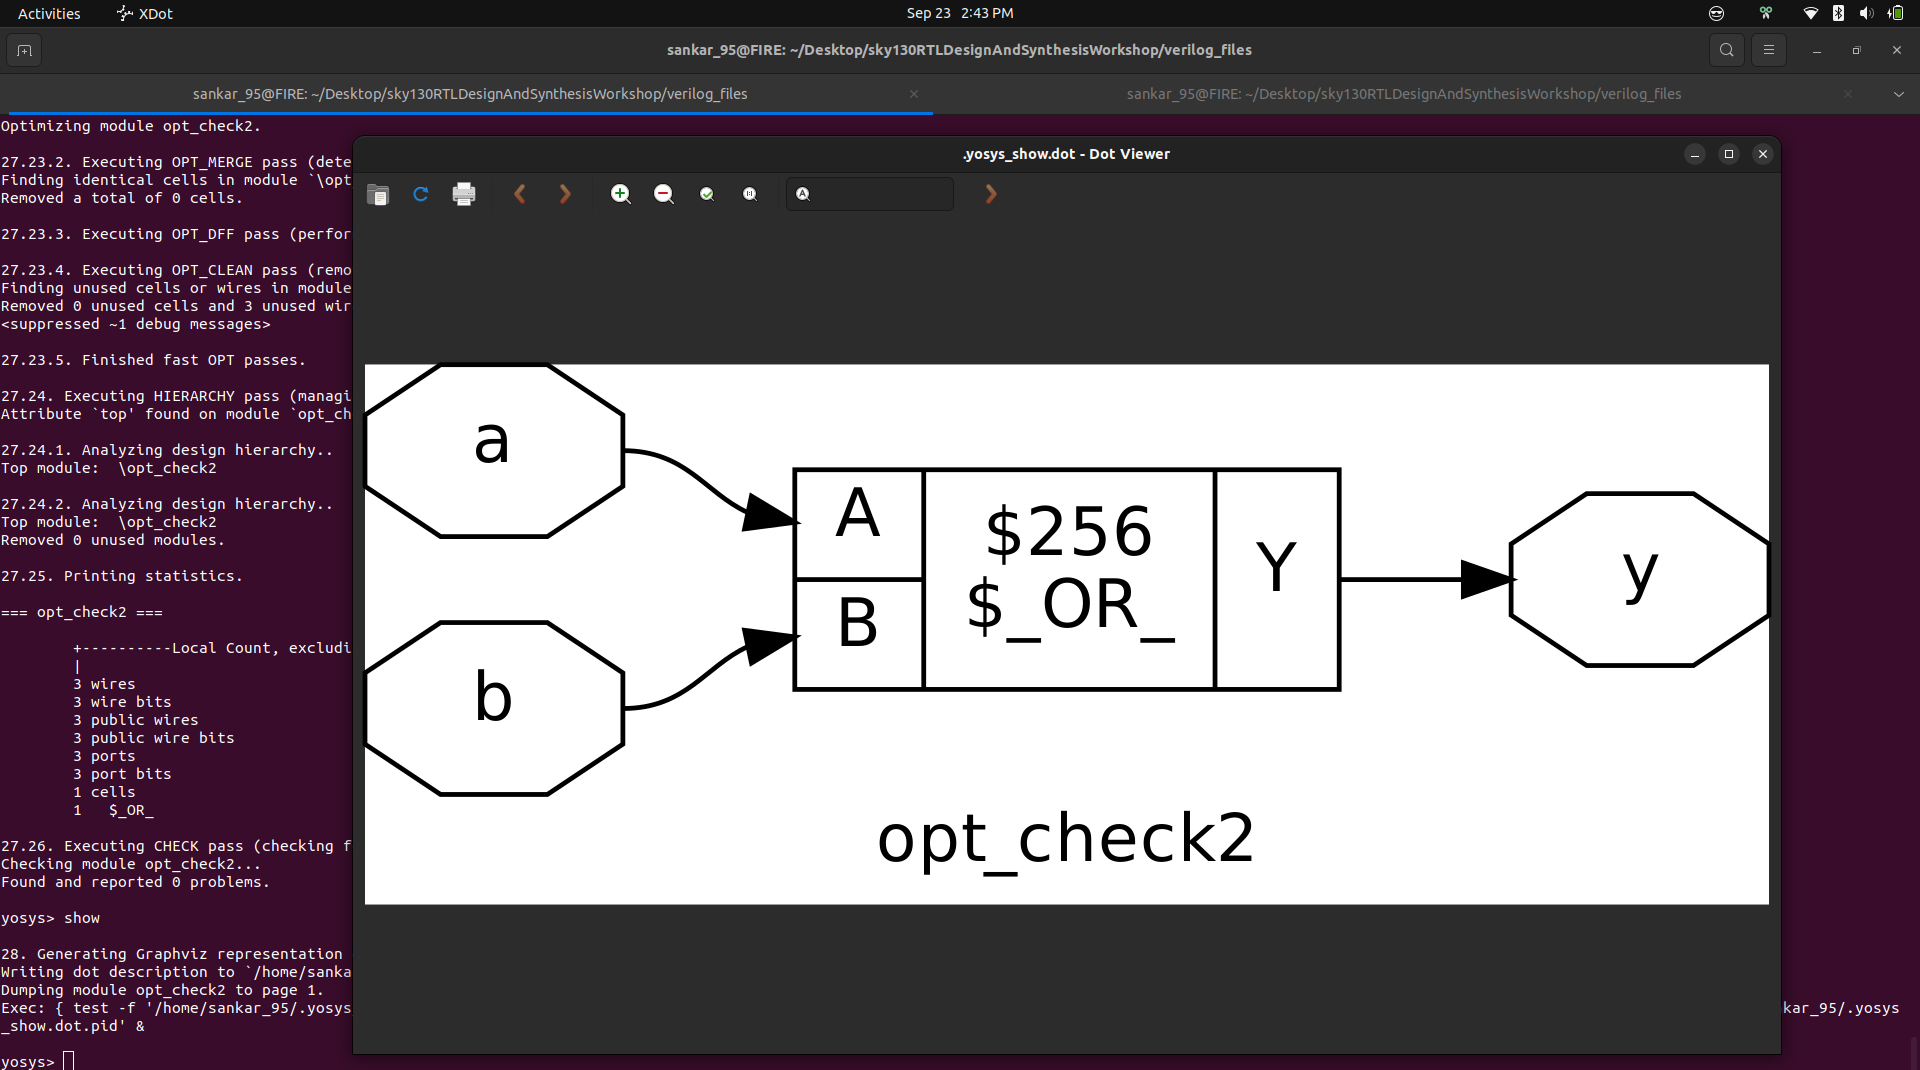 Activities
XDot
Sep 23 2:43 PM
sankar_95@FIRE: ~/Desktop/sky130RTLDesignAndSynthesisWorkshop/verilog_files
sankar_95@FIRE: ~/Desktop/sky130RTLDesignAndSynthesisWorkshop/verilog_files
sankar_95@FIRE: ~/Desktop/sky130RTLDesignAndSynthesisWorkshop/verilog_files
Optimizing module opt_check2.
27.23.2. Executing OPT_MERGE pass (dete
Finding identical cells in module `\opt
Removed a total of 0 cells.
27.23.3. Executing OPT_DFF pass (perfor
27.23.4. Executing OPT_CLEAN pass (remo
Finding unused cells or wires in module
Removed 0 unused cells and 3 unused wir
<suppressed ~1 debug messages>
27.23.5. Finished fast OPT passes.
27.24. Executing HIERARCHY pass (managi
Attribute `top' found on module `opt_ch
27.24.1. Analyzing design hierarchy..
Top module:  \opt_check2
27.24.2. Analyzing design hierarchy..
Top module:  \opt_check2
Removed 0 unused modules.
27.25. Printing statistics.
=== opt_check2 ===
+----------Local Count, excludi
|
3 wires
3 wire bits
3 public wires
3 public wire bits
3 ports
3 port bits
1 cells
1   $_OR_
27.26. Executing CHECK pass (checking f
Checking module opt_check2...
Found and reported 0 problems.
yosys> show
28. Generating Graphviz representation
Writing dot description to `/home/sanka
Dumping module opt_check2 to page 1.
Exec: { test -f '/home/sankar_95/.yosys
kar_95/.yosys
_show.dot.pid' &
yosys>
.yosys_show.dot - Dot Viewer
a
b
A
B
$256
$_OR_
Y
y
opt_check2